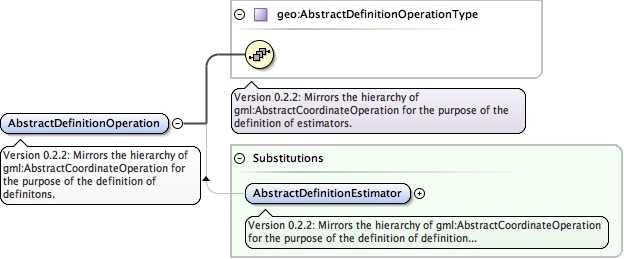 geo:AbstractDefinitionOperationType
Version 0.2.2: Mirrors the hierarchy of
gml:AbstractCoordinateOperation for the purpose of the
definition of estimators.
AbstractDefinitionOperation
Version 0.2.2: Mirrors the hierarchy of
gml:AbstractCoordinateOperation for
the purpose of the definition of
definitons.
Substitutions
AbstractDefinitionEstimator
Version 0.2.2: Mirrors the hierarchy of gml:AbstractCoordinateOperation
for the purpose of the definition of definition...